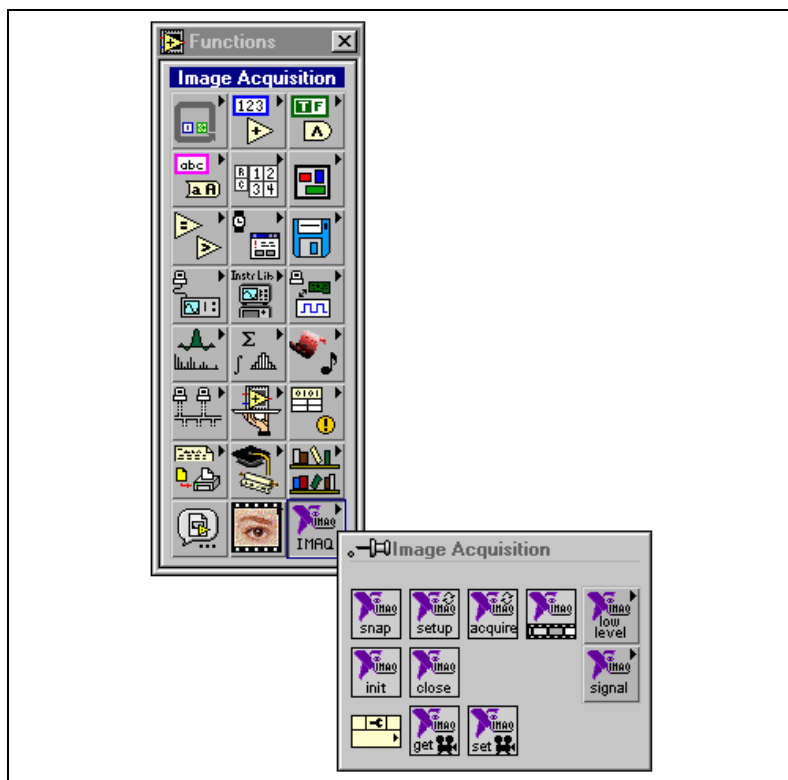 Functions
Image Acquisition
123
T F
abc
a A
R 1 2
C 3 4
Instr Lib
Σ
∫
0101
IMAQ
IMAQ
Image Acquisition
IMAQ IMAQ IMAQ IMAQ IMAQ
snap setup acquire low level
IMAQ IMAQ IMAQ
init close signal
IMAQ IMAQ
get set